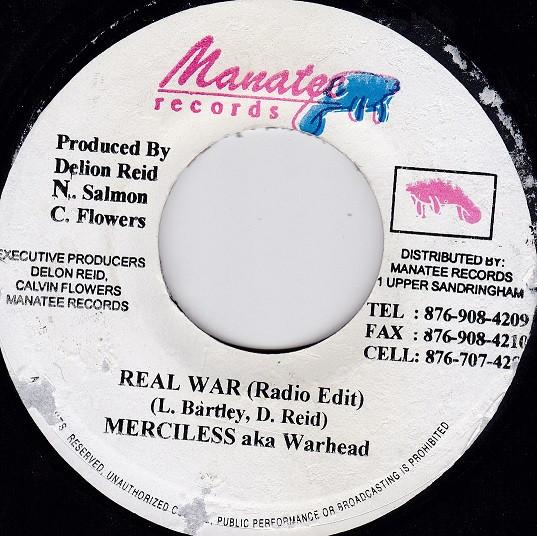 Manatee
records
Produced By
Delion Reid
N. Salmon
C. Flowers
EXECUTIVE PRODUCERS
DELON REID,
CALVIN FLOWERS
MANATEE RECORDS
DISTRIBUTED BY:
MANATEE RECORDS
1 UPPER SANDRINGHAM
TEL : 876-908-4209
FAX : 876-908-4210
CELL: 876-707-42
REAL WAR (Radio Edit)
(L. Bartley, D. Reid)
MERCILESS aka Warhead
RESERVED, UNAUTHORIZED PUBLIC PERFORMANCE OR BROADCASTING IS PROHIBITED